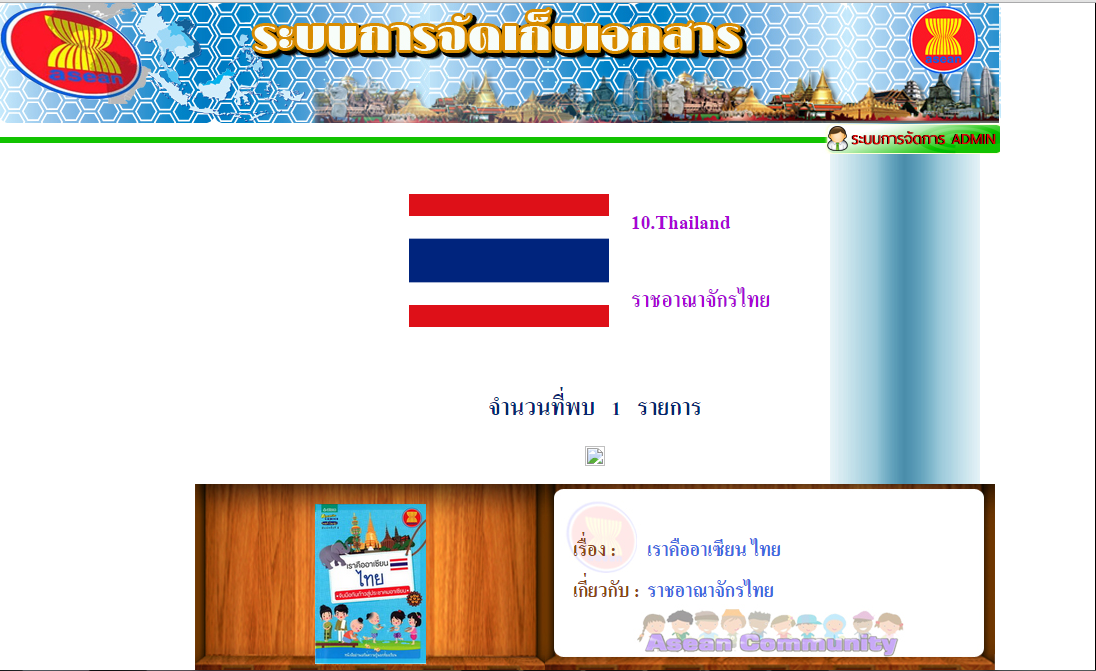 asean
ระบบการจัดเก็บเอกสาร
asean
ระบบการจัดการ ADMIN
10.Thailand
ราชอาณาจักรไทย
จำนวนที่พบ 1 รายการ
เราคืออาเซียน
ไทย
เรื่อง : เราคืออาเซียน ไทย
เกี่ยวกับ : ราชอาณาจักรไทย
Asean Community